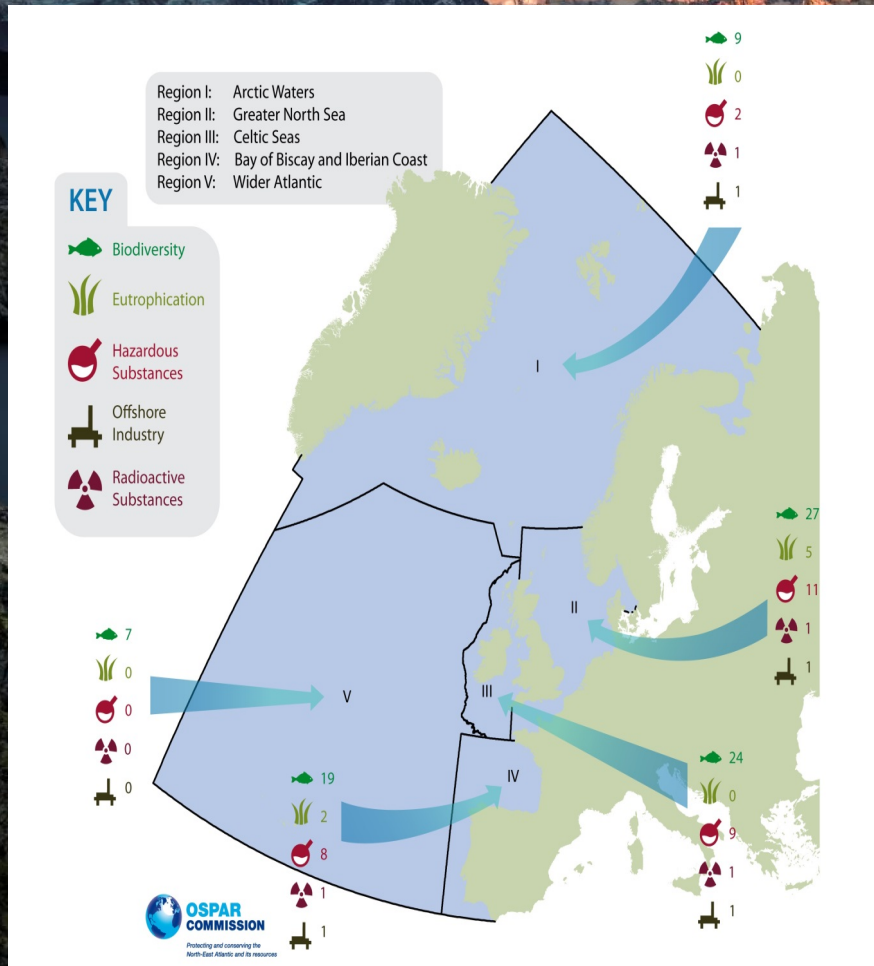 Region I: Arctic Waters
Region II: Greater North Sea
Region III: Celtic Seas
Region IV: Bay of Biscay and Iberian Coast
Region V: Wider Atlantic
KEY
Biodiversity
Eutrophication
Hazardous
Substances
Offshore
Industry
Radioactive
Substances
9
0
2
1
1
I
27
5
11
1
1
II
7
0
0
0
0
V
III
24
0
9
1
1
IV
19
2
8
1
1
OSPAR
COMMISSION
Protecting and conserving the
North-East Atlantic and its resources